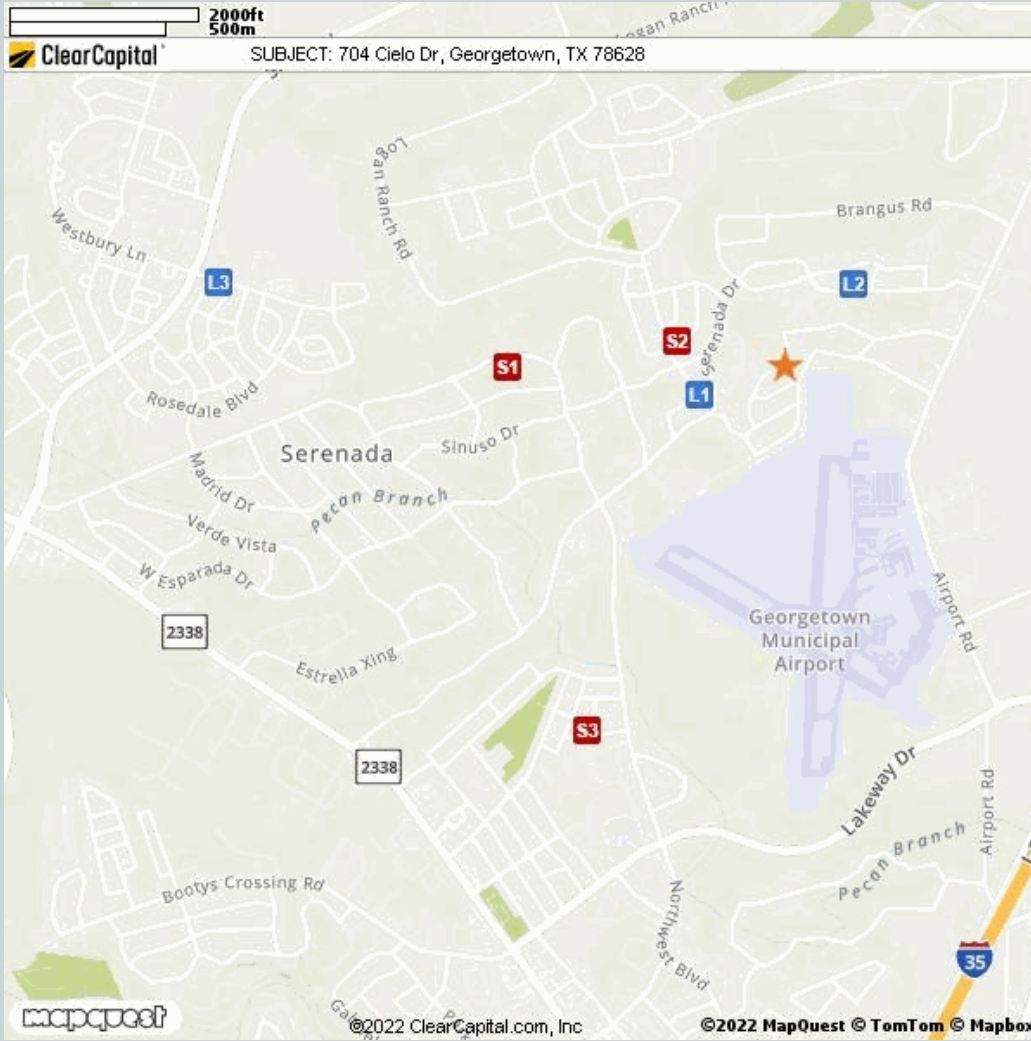 2000ft
500m
ogan Ranch
ClearCapital
SUBJECT: 704 Cielo Dr, Georgetown, TX 78628
Logan Ranch Rd
Brangus Rd
Westbury Ln
L3
L2
Serenada Dr
S2
S1
L1
Rosedale Blvd
Sinuso Dr
Serenada
Madrid Dr
Pecan Branch
Verde Vista
W Esparada Dr
2338
Georgetown
Municipal
Airport
Airport Rd
Estrella Xing
S3
2338
Lakeway Dr
Airport Rd
Pecan Branch
Bootys Crossing Rd
Northwest Blvd
35
mapquest
©2022 ClearCapital.com, Inc
©2022 MapQuest © TomTom © Mapbox